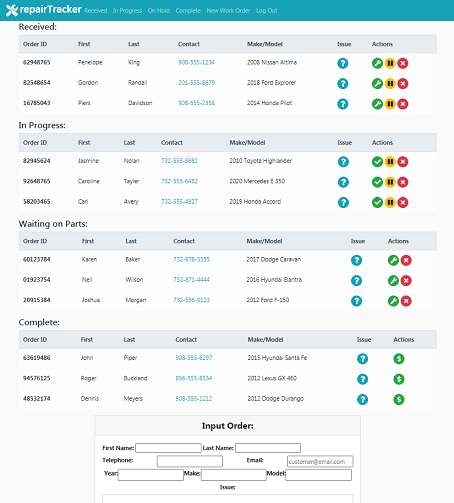 repairTracker Received In Progress On Hold Complete New Work Order Log Out
Received:
Order ID First Last Contact Make/Model Issue Actions
62948765 Penelope King 908-555-1234 2008 Nissan Altima ?
82548654 Gordon Randall 201-555-8679 2018 Ford Explorer ?
16785043 Piers Davidson 908-555-2358 2014 Honda Pilot ?
In Progress:
Order ID First Last Contact Make/Model Issue Actions
82945624 Jasmine Nolan 732-555-8682 2010 Toyota Highlander ?
92648765 Caroline Tayler 732-555-6482 2020 Mercedes E 350 ?
58203465 Cari Avery 732-555-4827 2019 Honda Accord ?
Waiting on Parts:
Order ID First Last Contact Make/Model Issue Actions
60123784 Karen Baker 732-678-5555 2017 Dodge Caravan ?
01923754 Neil Wilson 732-871-4444 2016 Hyundai Elantra ?
20915384 Joshua Morgan 732-555-9123 2012 Ford F-150 ?
Complete:
Order ID First Last Contact Make/Model Issue Actions
63619486 John Piper 908-555-6297 2015 Hyundai Santa Fe ? $
94576125 Roger Buckland 856-555-8534 2012 Lexus GX 460 ? $
48532174 Dennis Meyers 908-555-1212 2012 Dodge Durango ? $
Input Order:
First Name: Last Name:
Telephone: Email: customer@email.com
Year: Make: Model:
Issue: